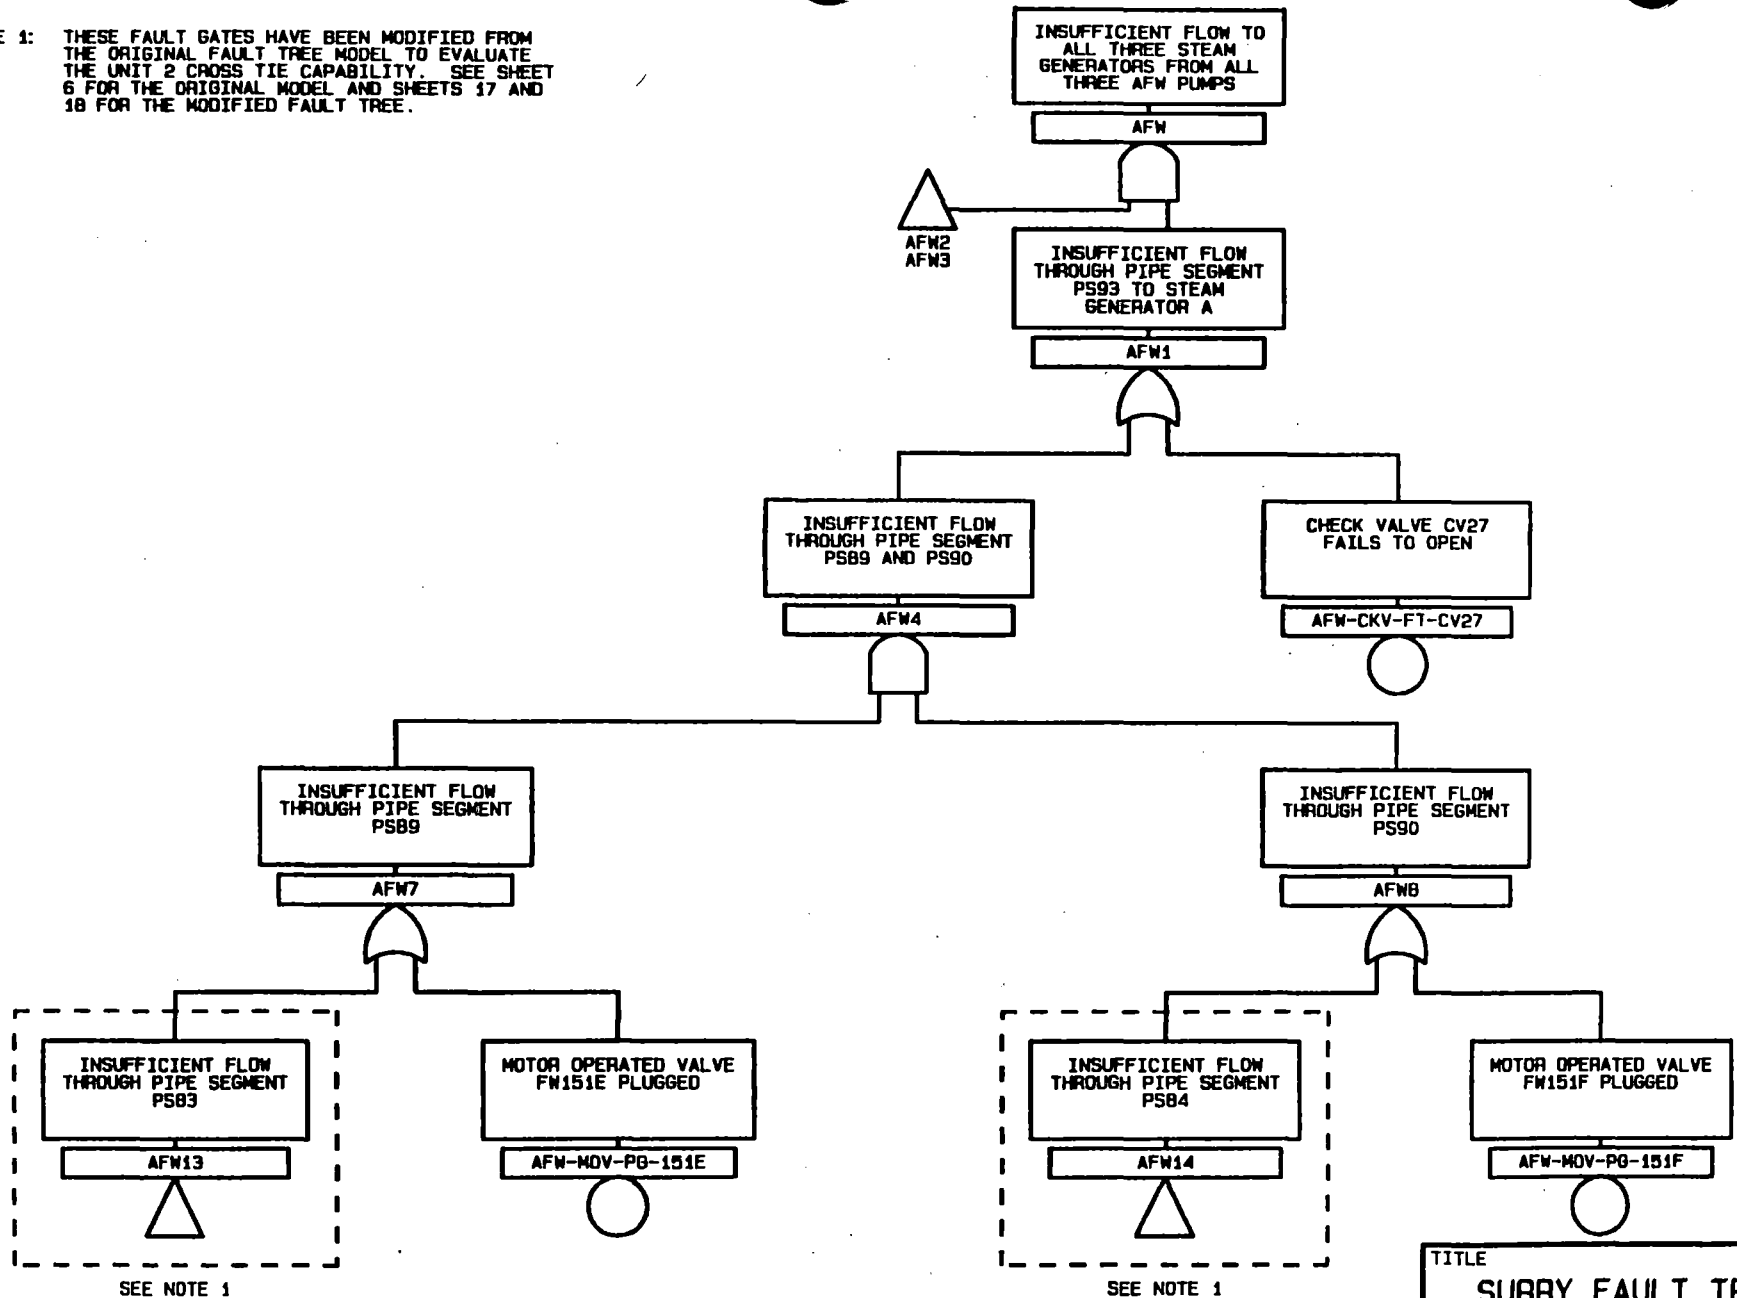 E 1: THESE FAULT GATES HAVE BEEN MODIFIED FROM
THE ORIGINAL FAULT TREE MODEL TO EVALUATE
THE UNIT 2 CROSS TIE CAPABILITY. SEE SHEET
6 FOR THE ORIGINAL MODEL AND SHEETS 17 AND
18 FOR THE MODIFIED FAULT TREE.
INSUFFICIENT FLOW TO
ALL THREE STEAM
GENERATORS FROM ALL
THREE AFW PUMPS
AFW
AFW2
AFW3
INSUFFICIENT FLOW
THROUGH PIPE SEGMENT
PS93 TO STEAM
GENERATOR A
AFW1
INSUFFICIENT FLOW
THROUGH PIPE SEGMENT
PS89 AND PS90
AFW4
CHECK VALVE CV27
FAILS TO OPEN
AFW-CKV-FT-CV27
INSUFFICIENT FLOW
THROUGH PIPE SEGMENT
PS89
AFW7
INSUFFICIENT FLOW
THROUGH PIPE SEGMENT
PS90
AFW8
INSUFFICIENT FLOW
THROUGH PIPE SEGMENT
PS83
AFW13
SEE NOTE 1
MOTOR OPERATED VALVE
FW151E PLUGGED
AFW-MOV-PG-151E
INSUFFICIENT FLOW
THROUGH PIPE SEGMENT
PS84
AFW14
SEE NOTE 1
MOTOR OPERATED VALVE
FW151F PLUGGED
AFW-MOV-PG-151F
TITLE
SURRY FAULT TR